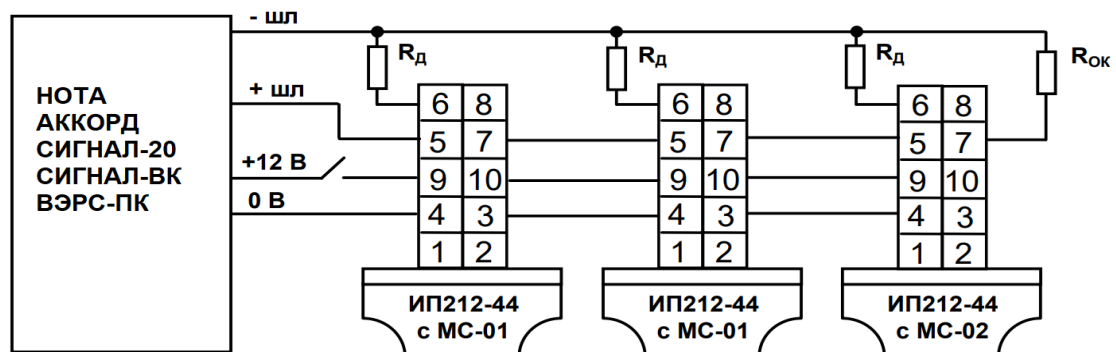 - шл
RД
RД
RД
RОК
НОТА
АККОРД
СИГНАЛ-20
СИГНАЛ-ВК
ВЭРС-ПК
+ шл
+12 В
0 В
6 8
5 7
9 10
4 3
1 2
6 8
5 7
9 10
4 3
1 2
6 8
5 7
9 10
4 3
1 2
ИП212-44
с МС-01
ИП212-44
с МС-01
ИП212-44
с МС-02